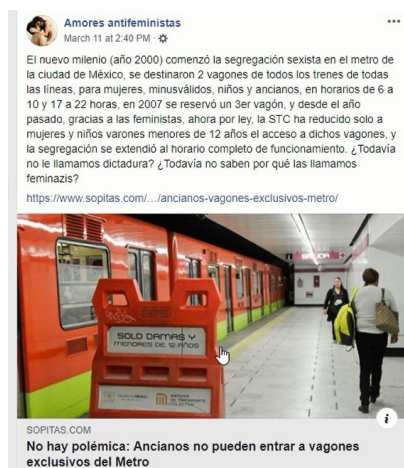 Amores antifeministas
March 11 at 2:40 PM ·
El nuevo milenio (año 2000) comenzó la segregación sexista en el metro de
la ciudad de México, se destinaron 2 vagones de todos los trenes de todas
las líneas, para mujeres, minusválidos, niños y ancianos, en horarios de 6 a
10 y 17 a 22 horas, en 2007 se reservó un 3er vagón, y desde el año
pasado, gracias a las feministas, ahora por ley, la STC ha reducido solo a
mujeres y niños varones menores de 12 años el acceso a dichos vagones, y
la segregación se extendió al horario completo de funcionamiento. ¿Todavía
no le llamamos dictadura? ¿Todavía no saben por qué las llamamos
feminazis?
https://www.sopitas.com/…/ancianos-vagones-exclusivos-metro/
SOLO DAMAS Y
MENORES DE 12 AÑOS
SOPITAS.COM
No hay polémica: Ancianos no pueden entrar a vagones
exclusivos del Metro